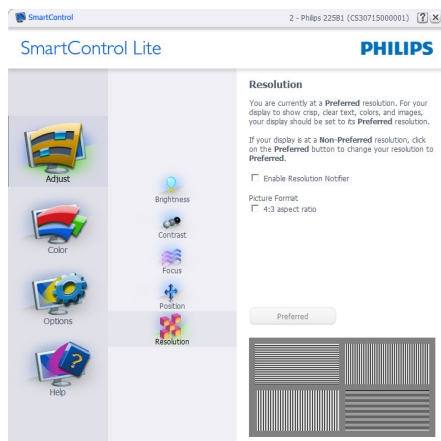 SmartControl
2 - Philips 225B1 (CS30715000001)
SmartControl Lite
PHILIPS
Adjust
Color
Options
Help
Brightness
Contrast
Focus
Position
Resolution
Resolution
You are currently at a Preferred resolution. For your
display to show crisp, clear text, colors, and images,
your display should be set to its Preferred resolution.
If your display is at a Non-Preferred resolution, click
on the Preferred button to change your resolution to
Preferred.
Enable Resolution Notifier
Picture Format
4:3 aspect ratio
Preferred